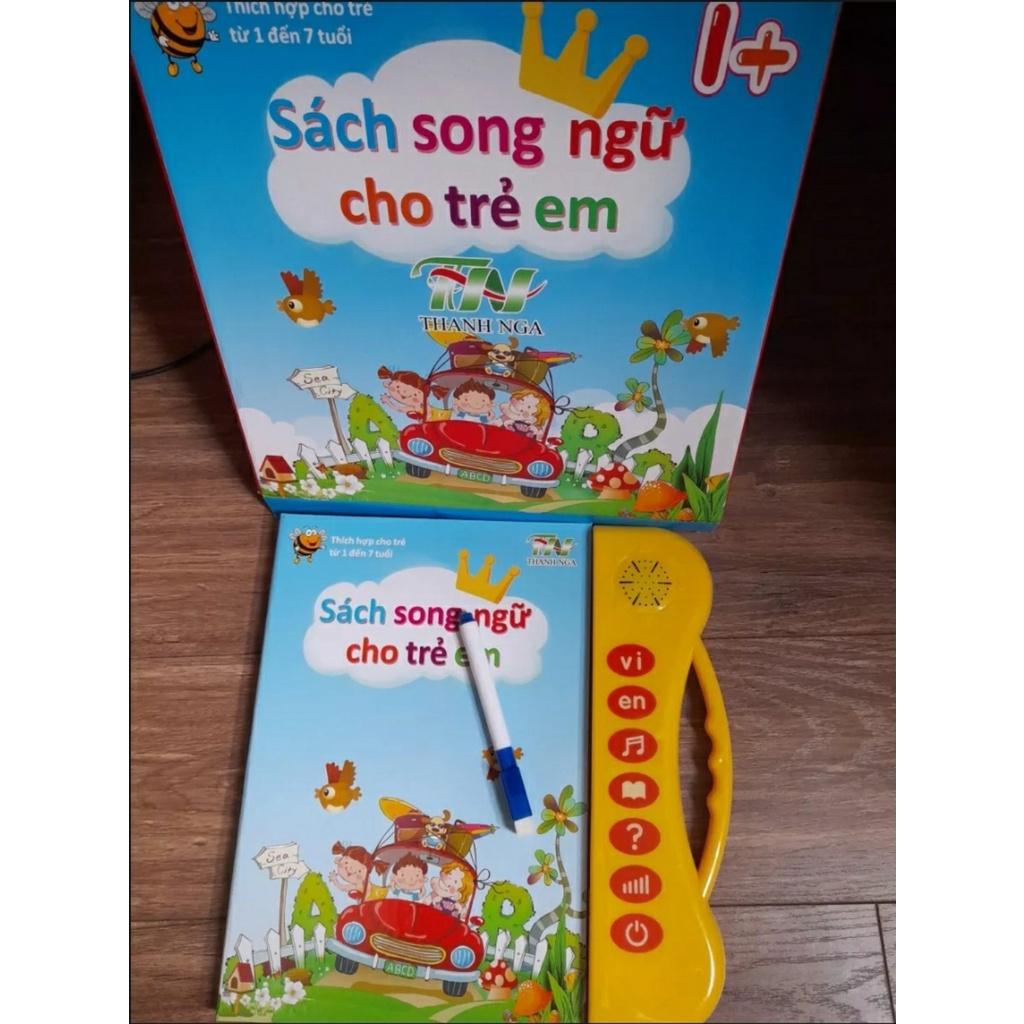 Thích hợp cho trẻ
từ 1 đến 7 tuổi
1+
Sách song ngữ
cho trẻ em
TN
THANH NGA
Sea
City
A
B
ABCD
Thích hợp cho trẻ
từ 1 đến 7 tuổi
TN
THANH NGA
Sách song ngữ
cho trẻ em
vi
en
?
Sea
City
A
B
ABCD